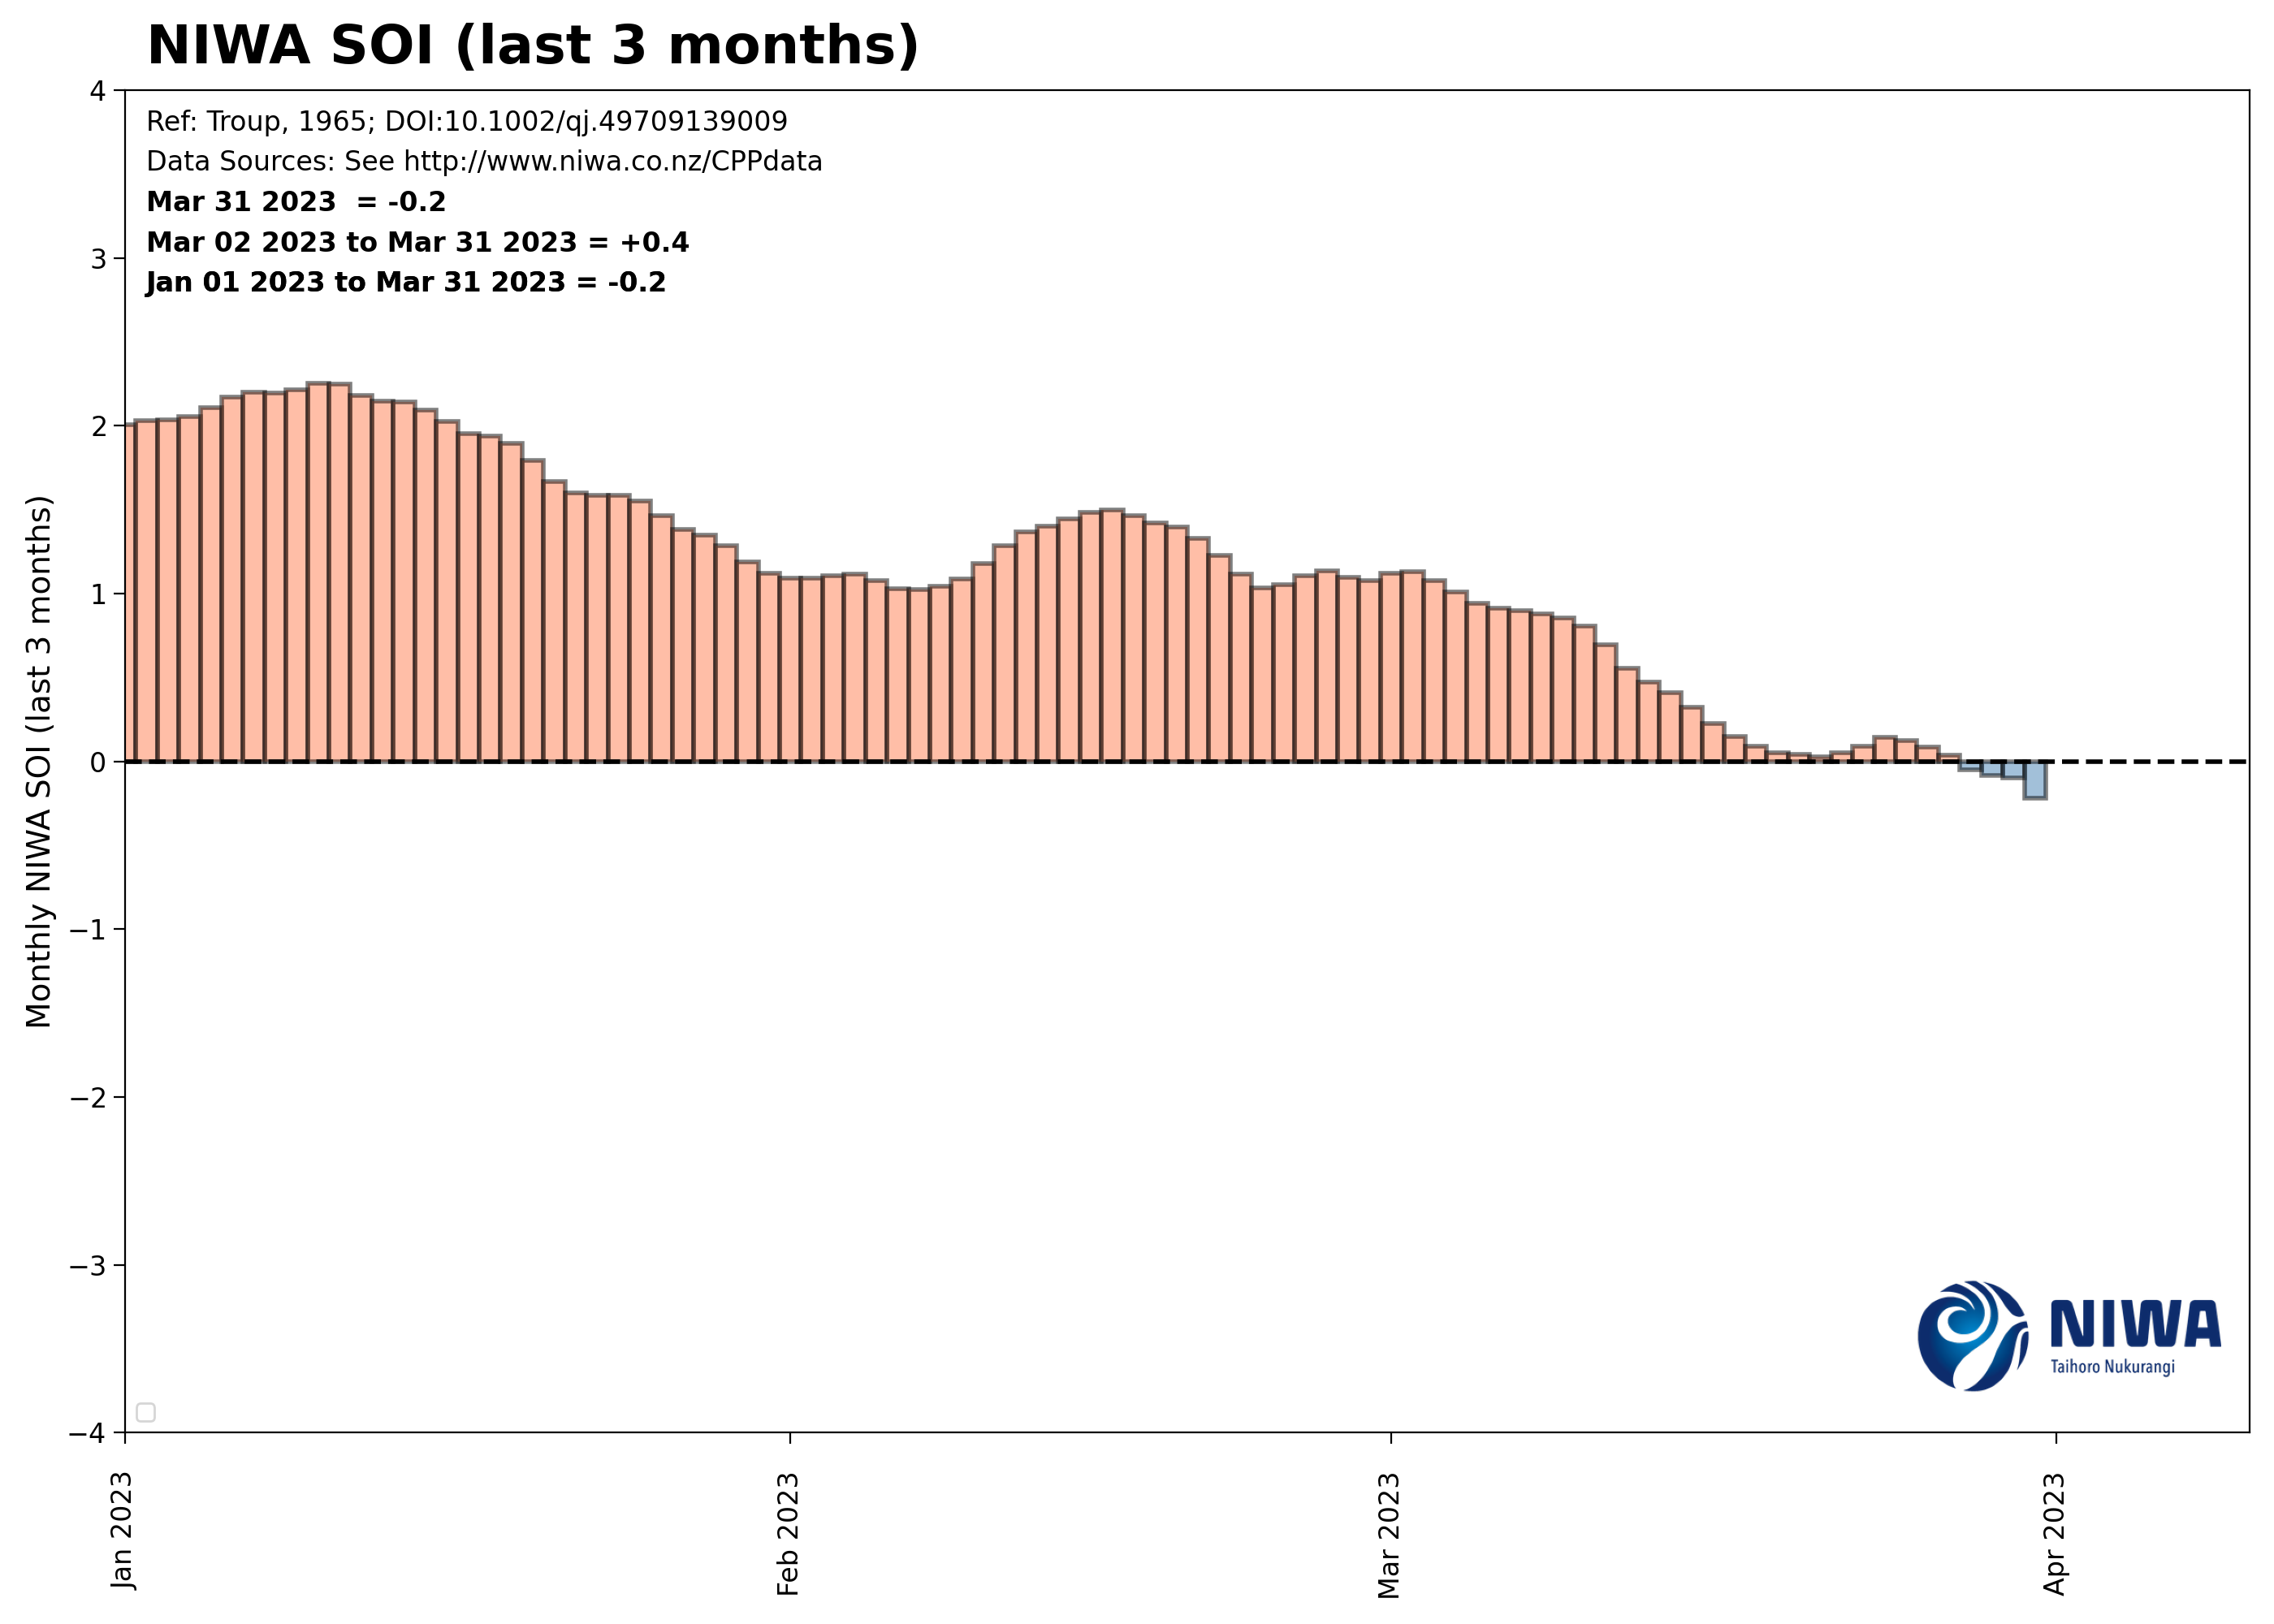 NIWA SOI (last 3 months)
Ref: Troup, 1965; DOI:10.1002/qj.49709139009
Data Sources: See http://www.niwa.co.nz/CPPdata
Mar 31 2023  = -0.2
Mar 02 2023 to Mar 31 2023 = +0.4
Jan 01 2023 to Mar 31 2023 = -0.2
Monthly NIWA SOI (last 3 months)
4
3
2
1
0
−1
−2
−3
−4
NIWA
Taihoro Nukurangi
Jan 2023
Feb 2023
Mar 2023
Apr 2023